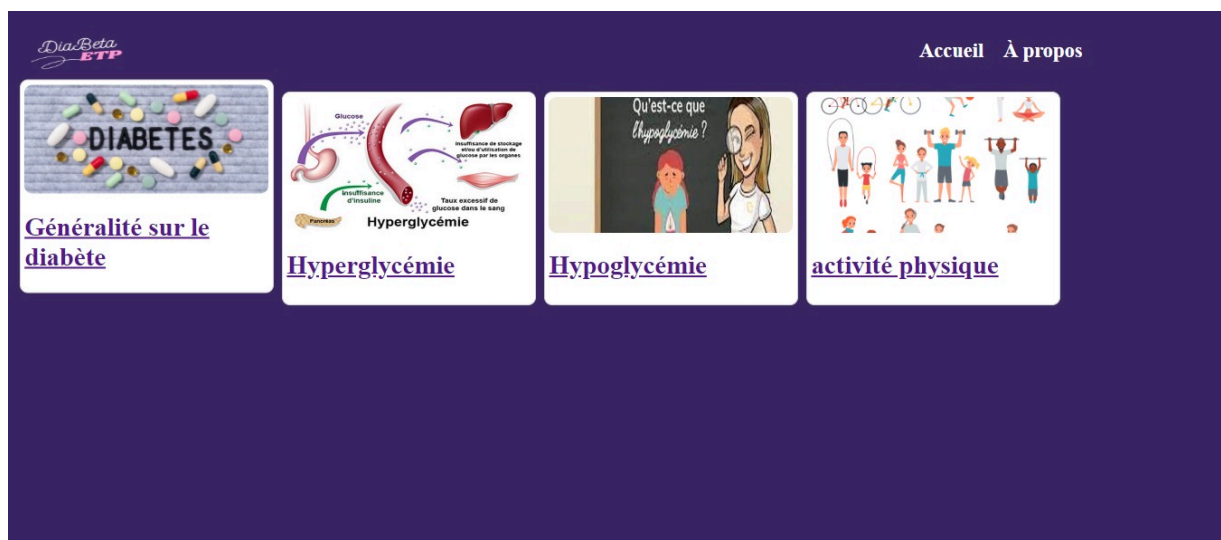 DiaBeta
ETP
Accueil À propos
DIABETES
Généralité sur le
diabète
Glucose
Insuffisance de stockage
et/ou d'utilisation de
glucose par les organes
Insuffisance
d'insuline
Taux excessif de
glucose dans le sang
Pancréas
Hyperglycémie
Hyperglycémie
Qu'est-ce que
l'hypoglycémie ?
Hypoglycémie
activité physique